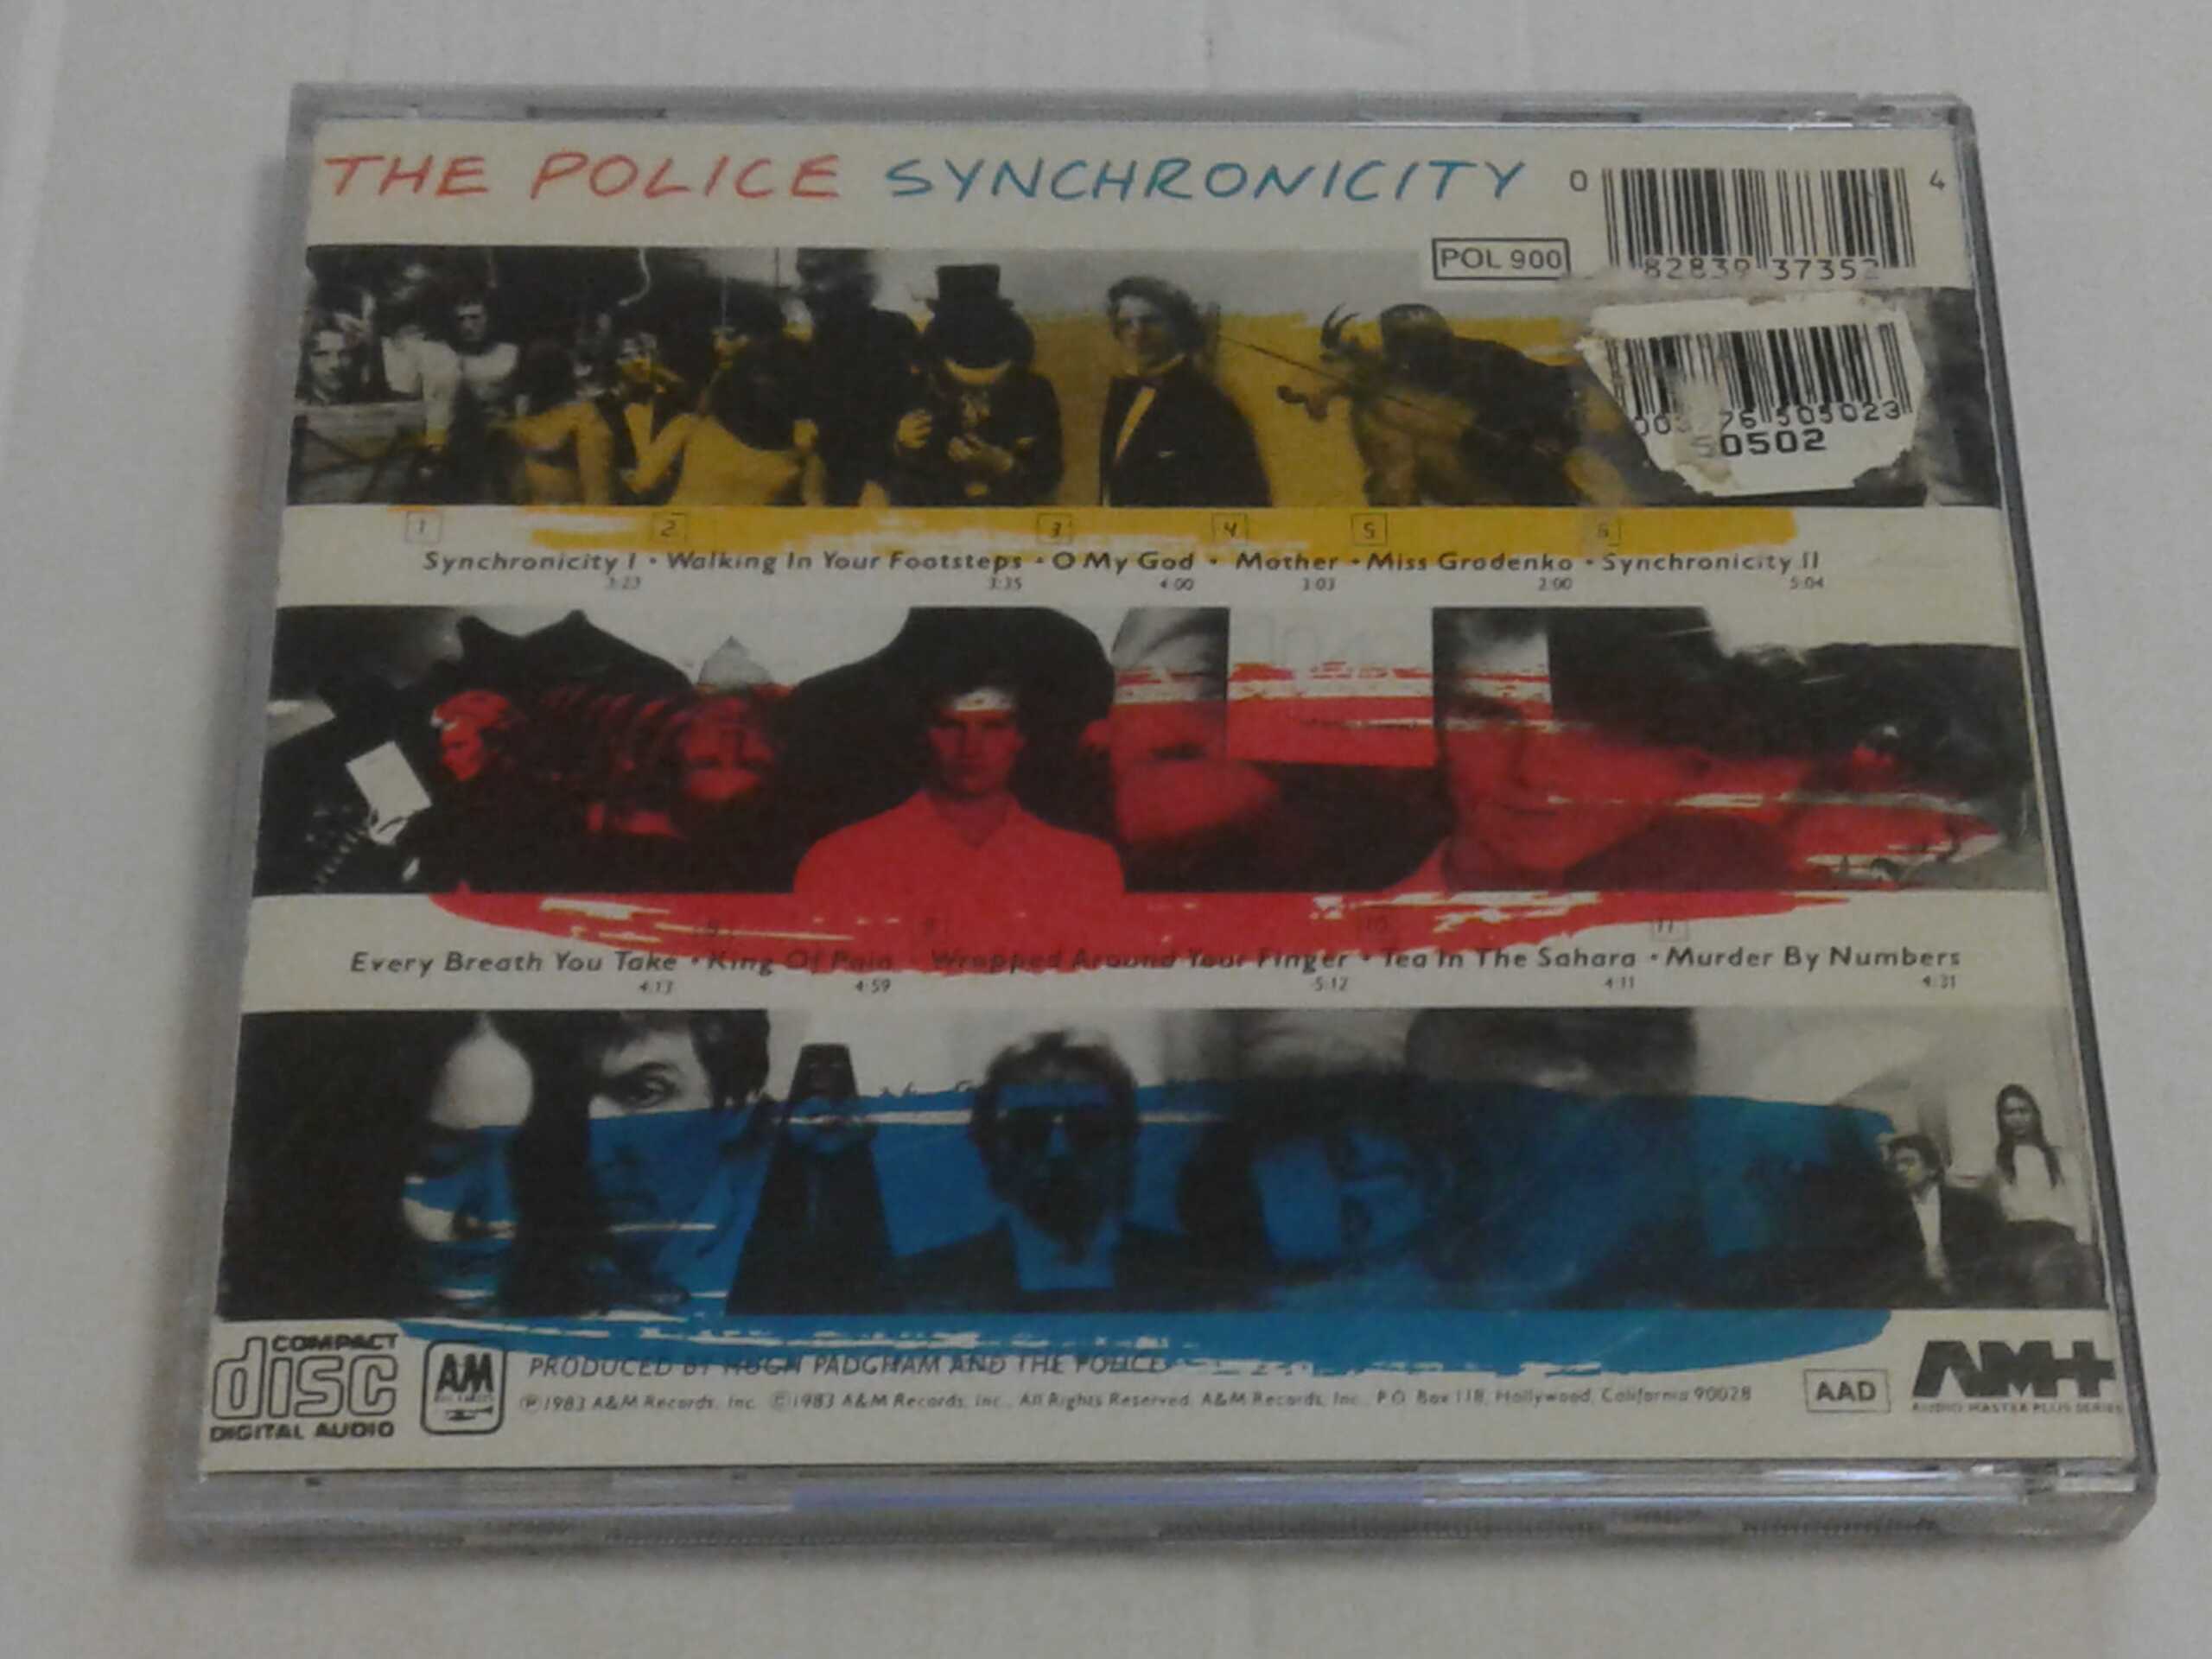 THE POLICE SYNCHRONICITY
0 82839 37352 4
POL 900
50502
1 2 3 4 5 6
Synchronicity I • Walking In Your Footsteps • O My God • Mother • Miss Gradenko • Synchronicity II
3:23 3:35 4:00 3:03 2:00 5:04
9 10 11
Every Breath You Take • King Of Pain • Wrapped Around Your Finger • Tea In The Sahara • Murder By Numbers
4:13 4:59 5:12 4:11 4:31
COMPACT
disc
DIGITAL AUDIO
A&M
RECORDS
PRODUCED BY HUGH PADGHAM AND THE POLICE
℗1983 A&M Records, Inc. ©1983 A&M Records, Inc. All Rights Reserved. A&M Records, Inc. P.O. Box 118, Hollywood, California 90028
AAD
AM+
AUDIO MASTER PLUS SERIES